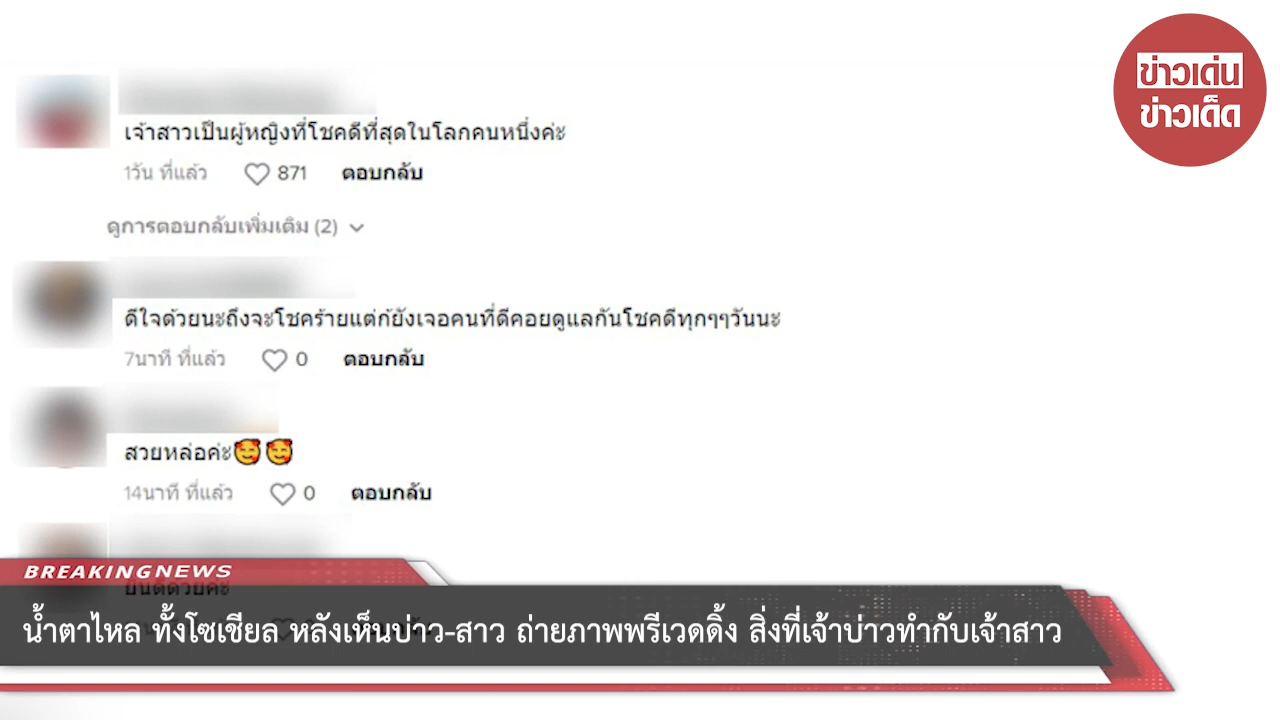 ข่าวเด่น
ข่าวเด็ด
เจ้าสาวเป็นผู้หญิงที่โชคดีที่สุดในโลกคนหนึ่งค่ะ
1วัน ที่แล้ว 871 ตอบกลับ
ดูการตอบกลับเพิ่มเติม (2)
ดีใจด้วยนะถึงจะโชคร้ายแต่ก้ยังเจอคนที่ดีคอยดูแลกันโชคดีทุกๆๆวันนะ
7นาที ที่แล้ว 0 ตอบกลับ
สวยหล่อค่ะ🥰🥰
14นาที ที่แล้ว 0 ตอบกลับ
BREAKINGNEWS
น้ำตาไหล ทั้งโซเชียล หลังเห็นบ่าว-สาว ถ่ายภาพพรีเวดดิ้ง สิ่งที่เจ้าบ่าวทำกับเจ้าสาว